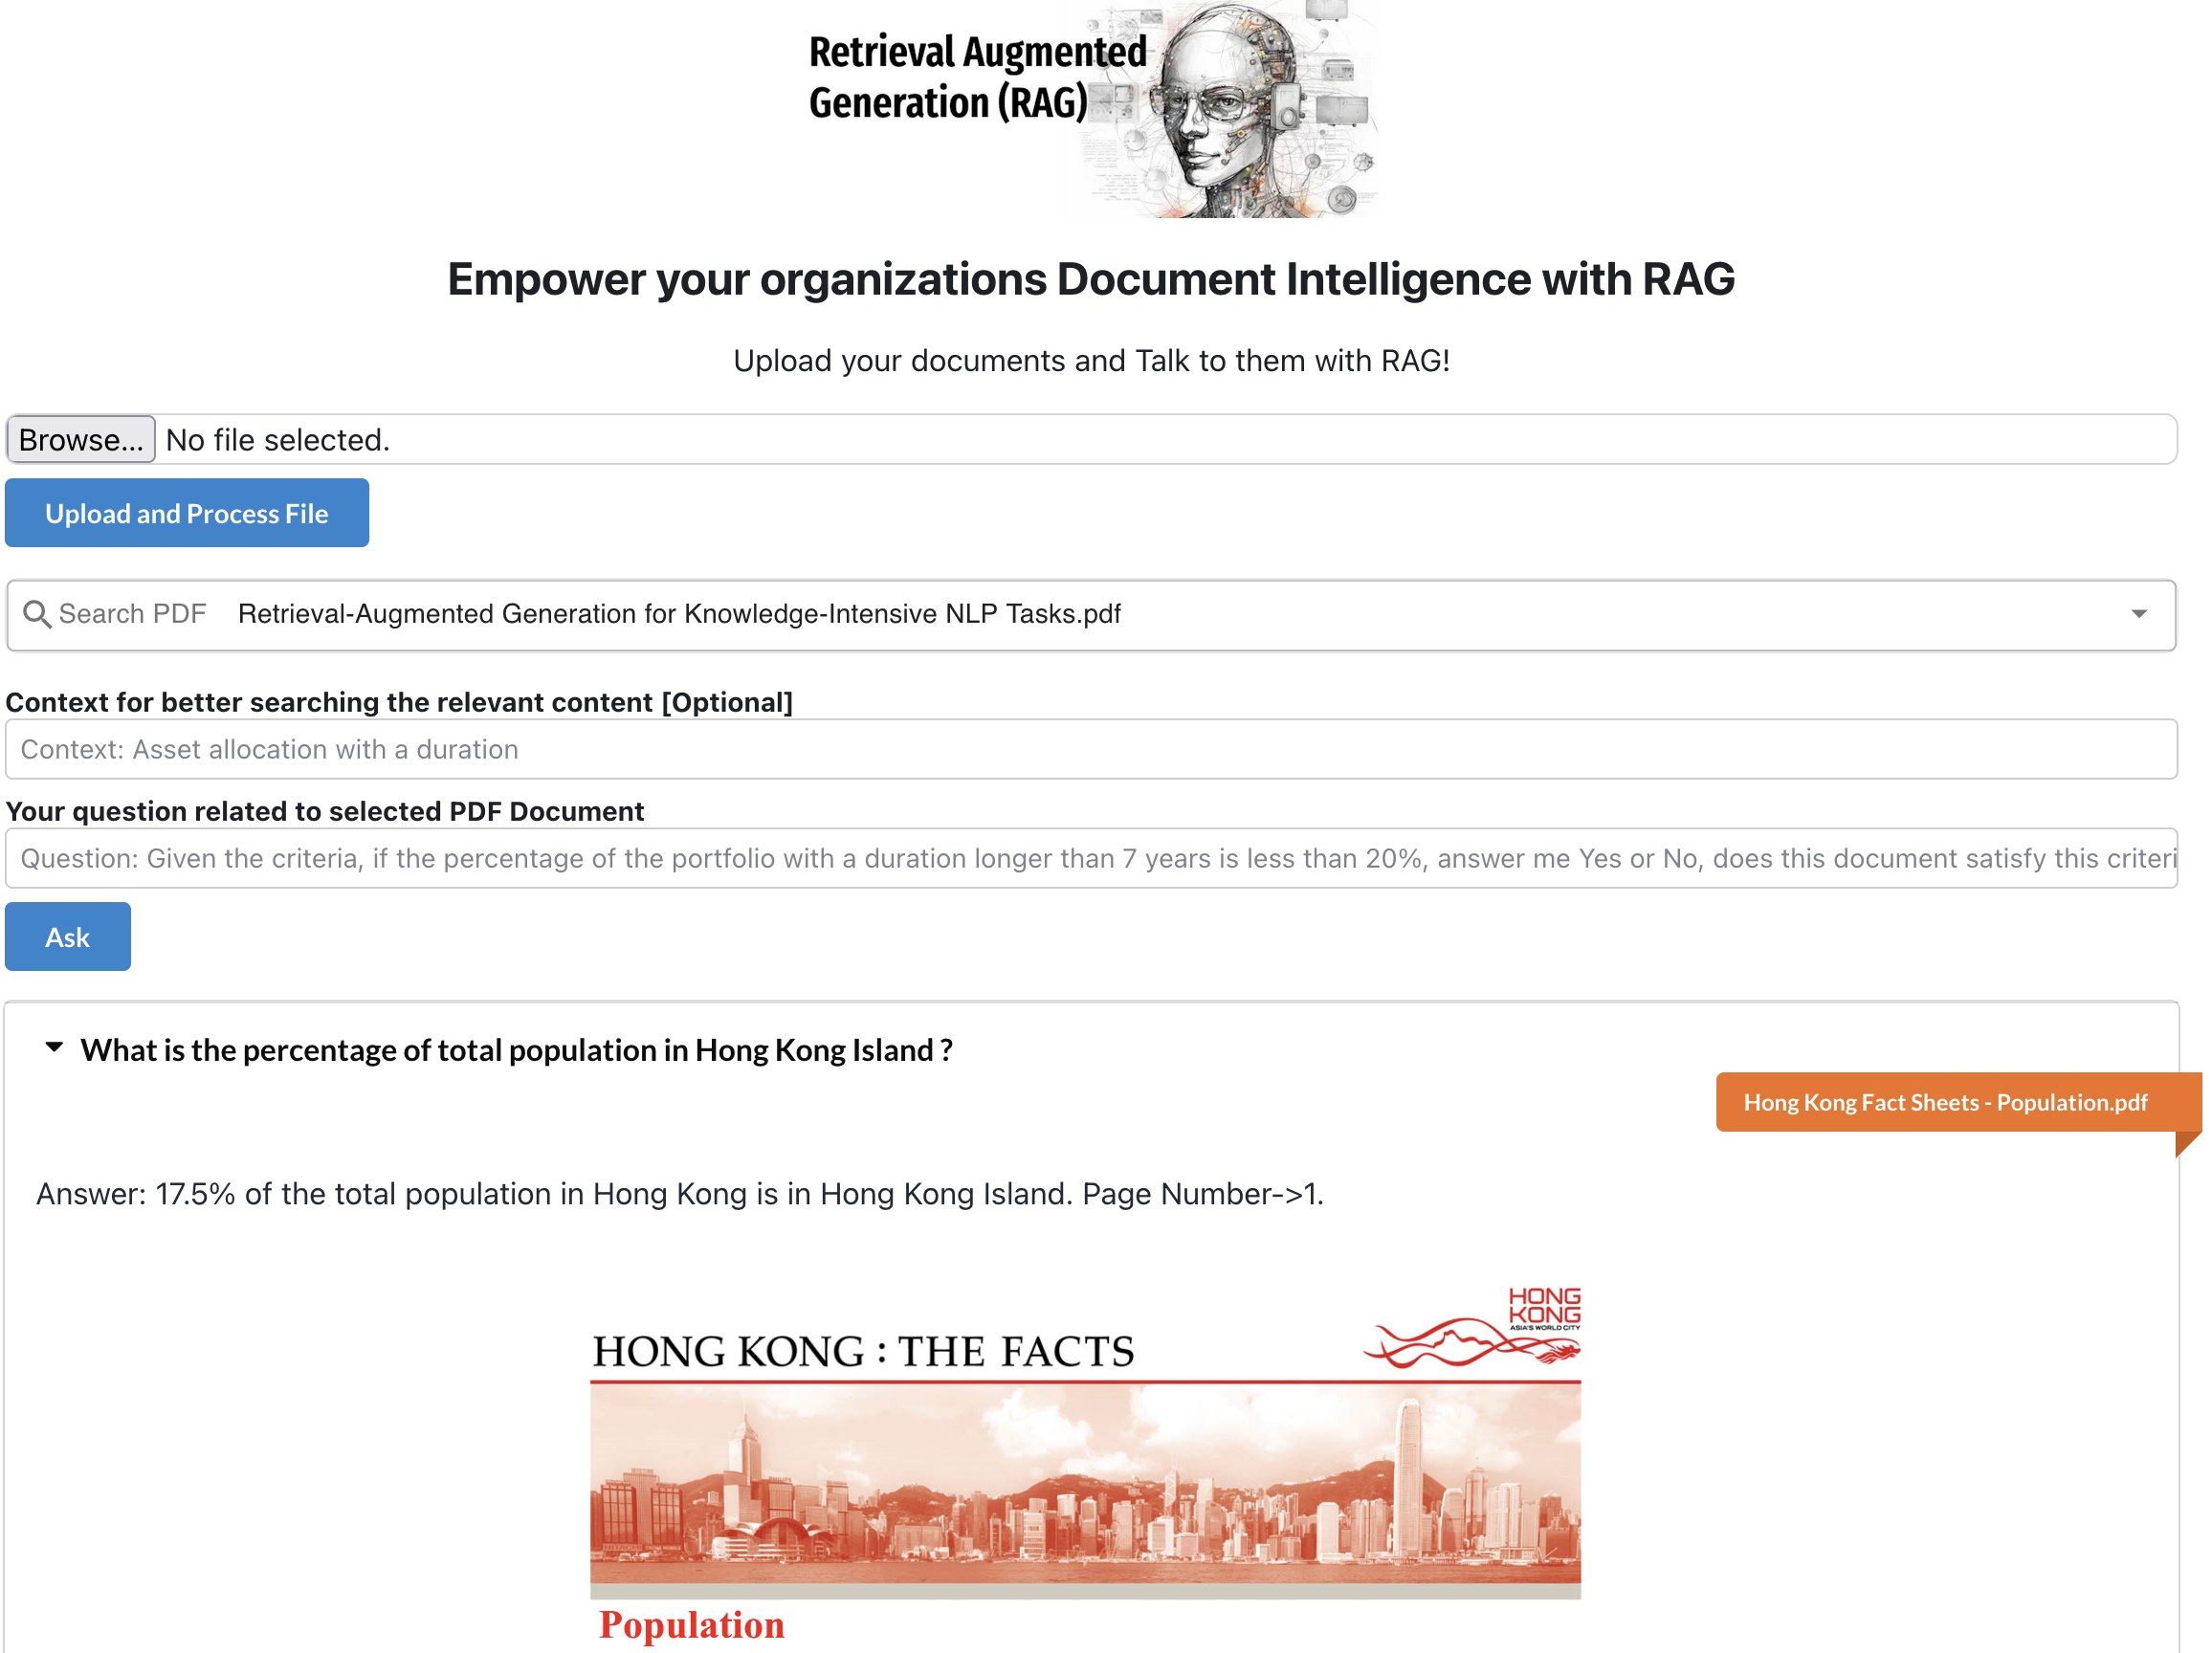 Retrieval Augmented
Generation (RAG)
Empower your organizations Document Intelligence with RAG
Upload your documents and Talk to them with RAG!
Browse... No file selected.
Upload and Process File
Search PDF Retrieval-Augmented Generation for Knowledge-Intensive NLP Tasks.pdf
Context for better searching the relevant content [Optional]
Context: Asset allocation with a duration
Your question related to selected PDF Document
Question: Given the criteria, if the percentage of the portfolio with a duration longer than 7 years is less than 20%, answer me Yes or No, does this document satisfy this criteri
Ask
What is the percentage of total population in Hong Kong Island ?
Hong Kong Fact Sheets - Population.pdf
Answer: 17.5% of the total population in Hong Kong is in Hong Kong Island. Page Number->1.
HONG
KONG
ASIA'S WORLD CITY
HONG KONG : THE FACTS
Population